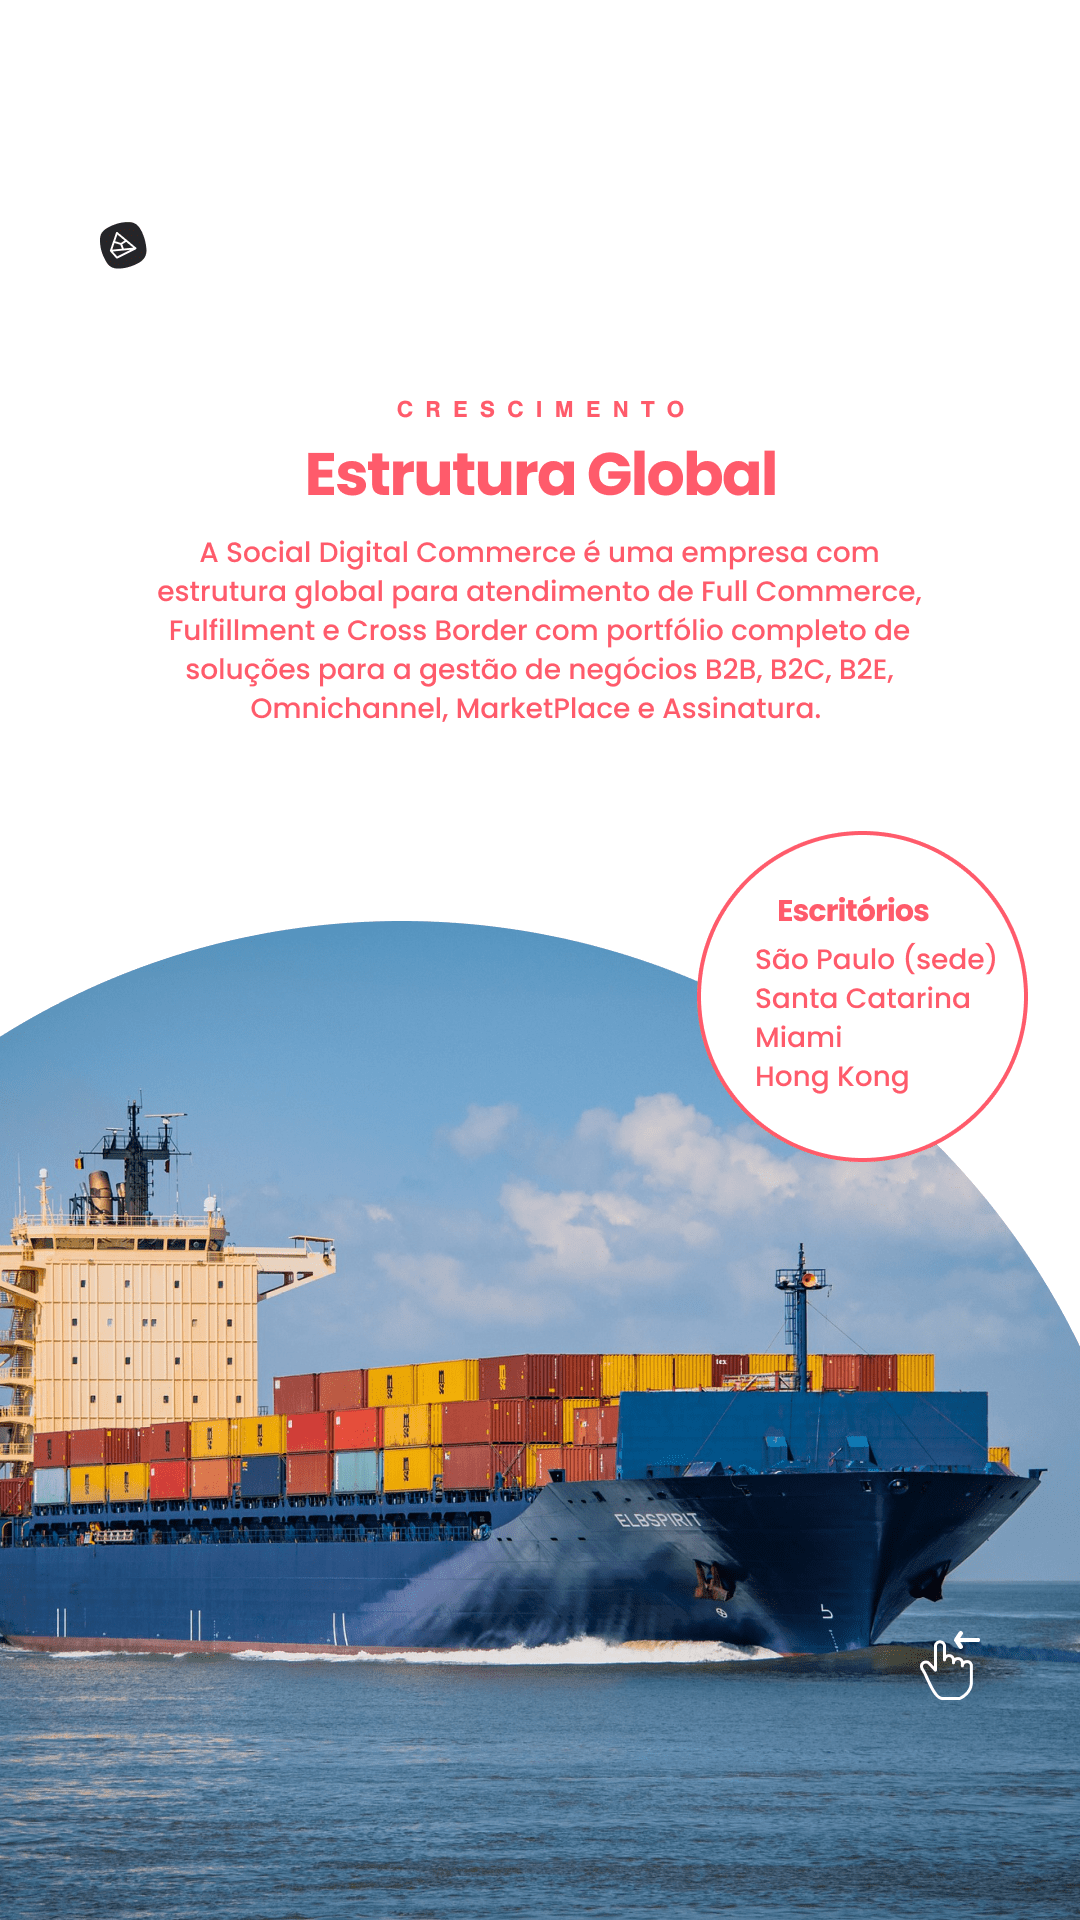 CRESCIMENTO
Estrutura Global
A Social Digital Commerce é uma empresa com
estrutura global para atendimento de Full Commerce,
Fulfillment e Cross Border com portfólio completo de
soluções para a gestão de negócios B2B, B2C, B2E,
Omnichannel, MarketPlace e Assinatura.
Escritórios
São Paulo (sede)
Santa Catarina
Miami
Hong Kong
tex
ELBSPIRIT